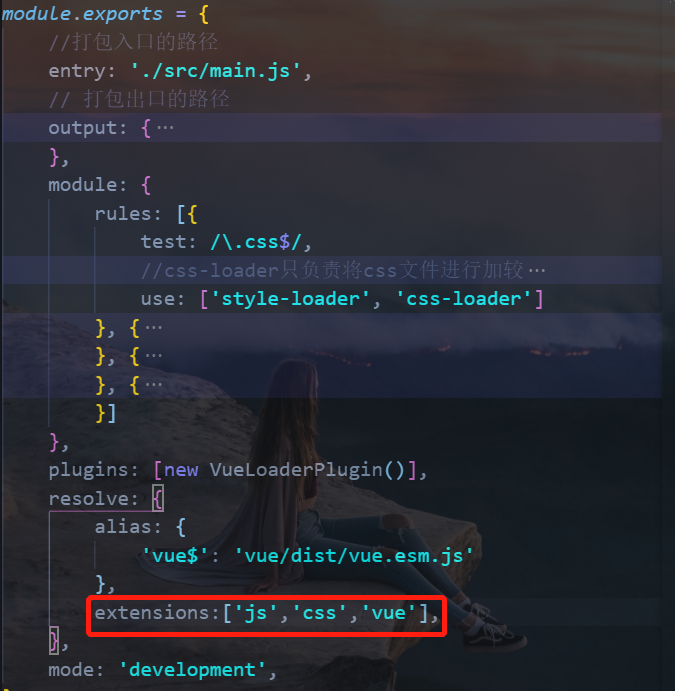 module.exports = {
//打包入口的路径
entry: './src/main.js',
// 打包出口的路径
output: { ···
},
module: {
rules: [{
test: /\.css$/,
//css-loader只负责将css文件进行加较 ···
use: ['style-loader', 'css-loader']
}, { ···
}, { ···
}, { ···
}]
},
plugins: [new VueLoaderPlugin()],
resolve: {
alias: {
'vue$': 'vue/dist/vue.esm.js'
},
extensions:['js','css','vue'],
},
mode: 'development',